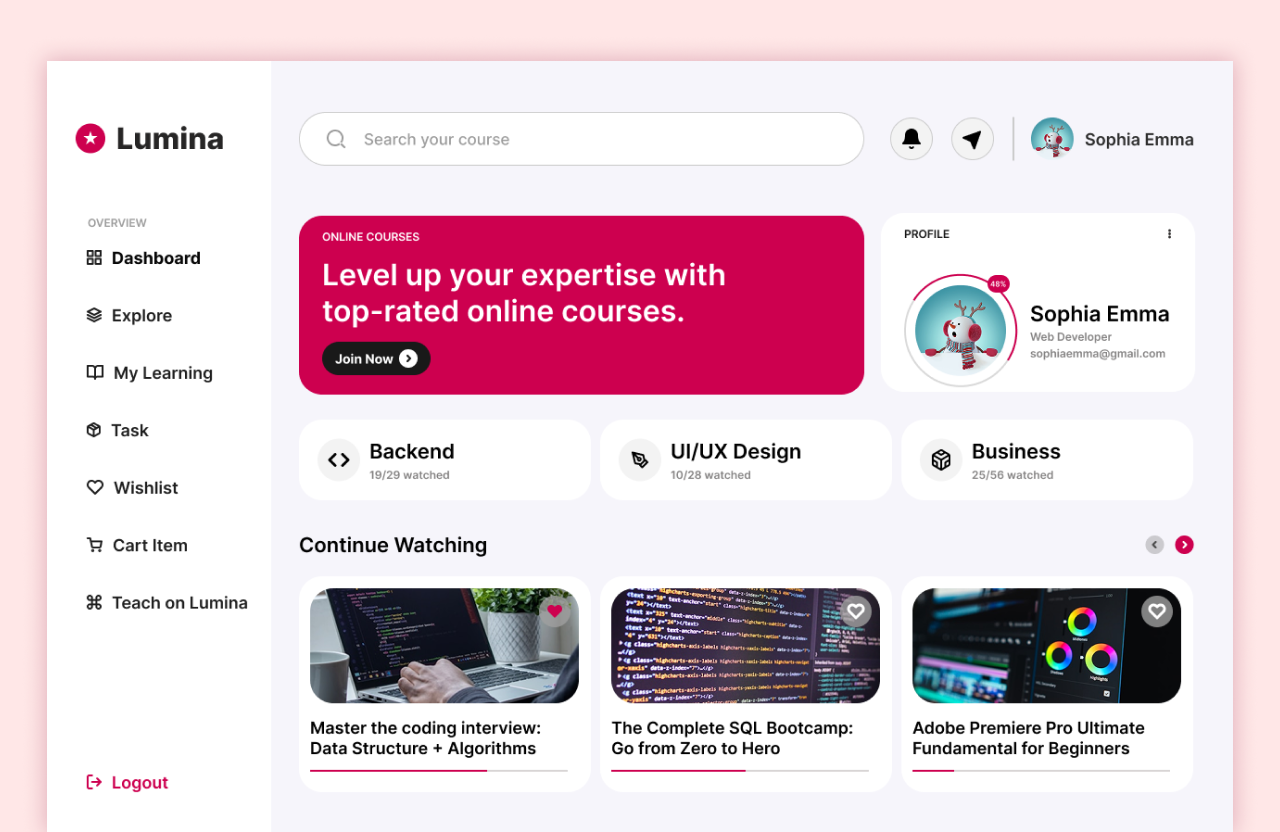 Lumina
Search your course
Sophia Emma
OVERVIEW
Dashboard
Explore
My Learning
Task
Wishlist
Cart Item
Teach on Lumina
Logout
ONLINE COURSES
Level up your expertise with
top-rated online courses.
Join Now
PROFILE
48%
Sophia Emma
Web Developer
sophiaemma@gmail.com
Backend
19/29 watched
UI/UX Design
10/28 watched
Business
25/56 watched
Continue Watching
Master the coding interview:
Data Structure + Algorithms
The Complete SQL Bootcamp:
Go from Zero to Hero
Adobe Premiere Pro Ultimate
Fundamental for Beginners